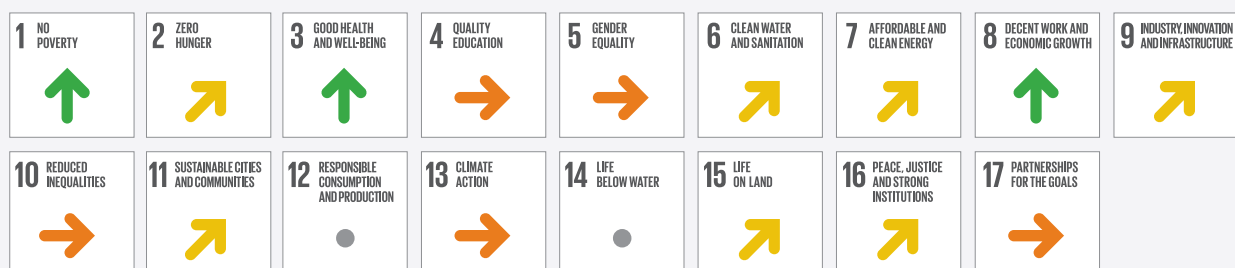 1 NO
POVERTY
2 ZERO
HUNGER
3 GOOD HEALTH
AND WELL-BEING
4 QUALITY
EDUCATION
5 GENDER
EQUALITY
6 CLEAN WATER
AND SANITATION
7 AFFORDABLE AND
CLEAN ENERGY
8 DECENT WORK AND
ECONOMIC GROWTH
9 INDUSTRY, INNOVATION
AND INFRASTRUCTURE
10 REDUCED
INEQUALITIES
11 SUSTAINABLE CITIES
AND COMMUNITIES
12 RESPONSIBLE
CONSUMPTION
AND PRODUCTION
13 CLIMATE
ACTION
14 LIFE
BELOW WATER
15 LIFE
ON LAND
16 PEACE, JUSTICE
AND STRONG
INSTITUTIONS
17 PARTNERSHIPS
FOR THE GOALS